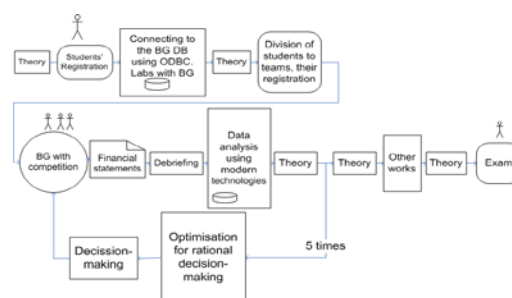 Theory
Students'
Registration
Connecting to
the BG DB
using ODBC.
Labs with BG
Theory
Division of
students to
teams, their
registration
BG with
competition
Financial
statements
Debriefing
Data
analysis
using
modern
technologies
Theory
Theory
Other
works
Theory
Exam
5 times
Optimisation
for rational
decision-
making
Decission-
making